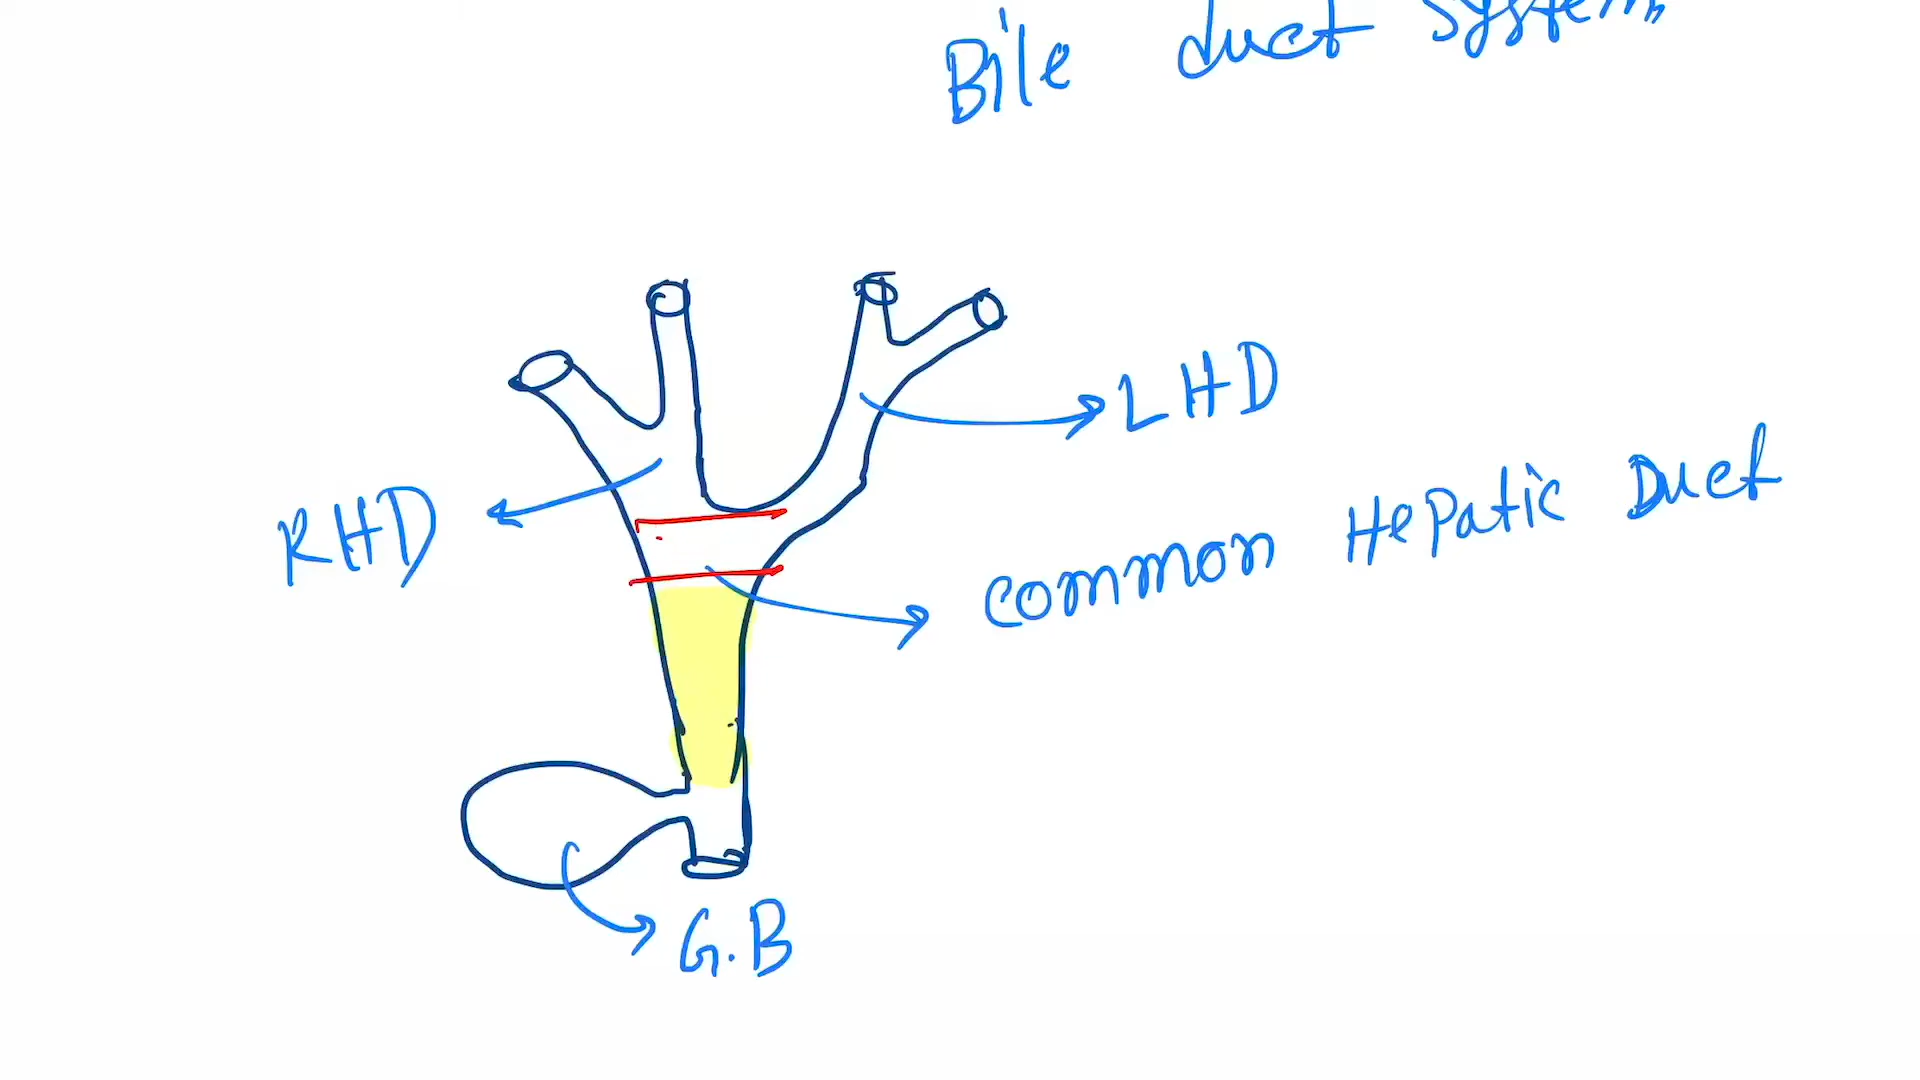 Bile duct system
LHD
RHD
common Hepatic Duct
G.B